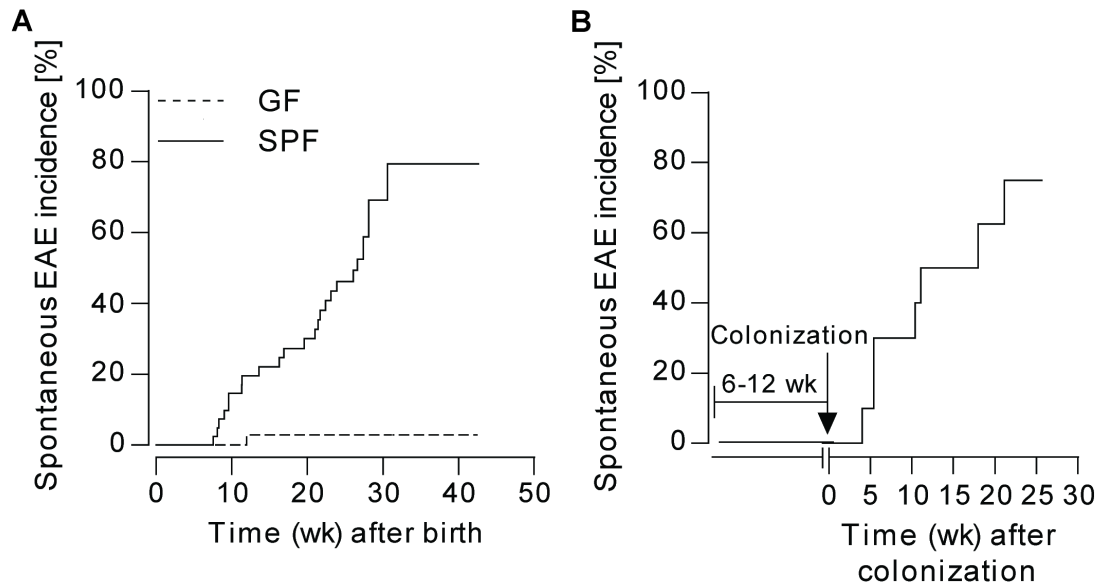 A
Spontaneous EAE incidence [%]
100
80
60
40
20
0
GF
SPF
0 10 20 30 40 50
Time (wk) after birth
B
Spontaneous EAE incidence [%]
100
80
60
40
20
0
Colonization
6-12 wk
0 5 10 15 20 25 30
Time (wk) after
colonization